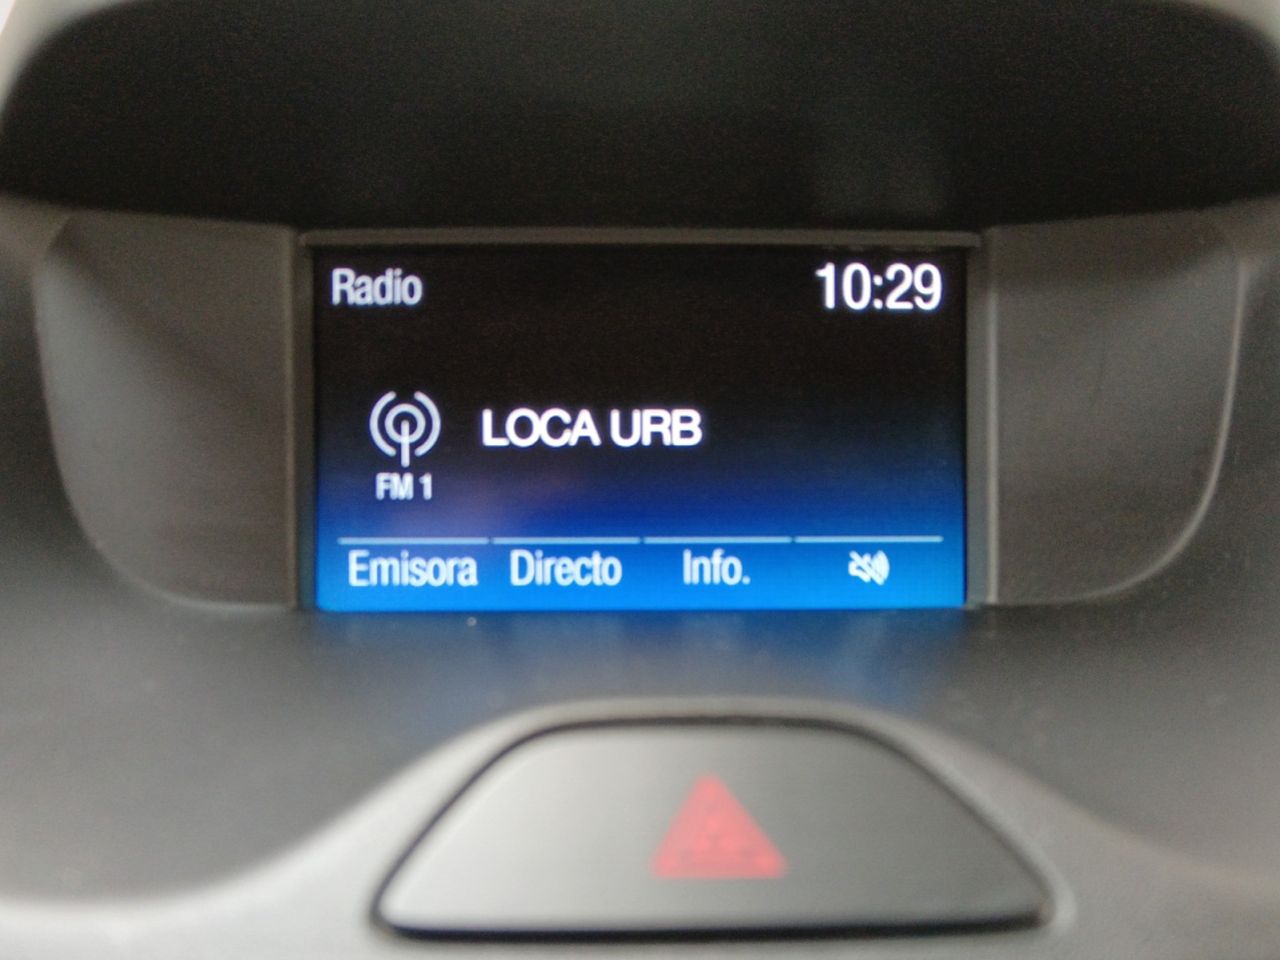 Radio 10:29
LOCA URB
FM 1
Emisora Directo Info.